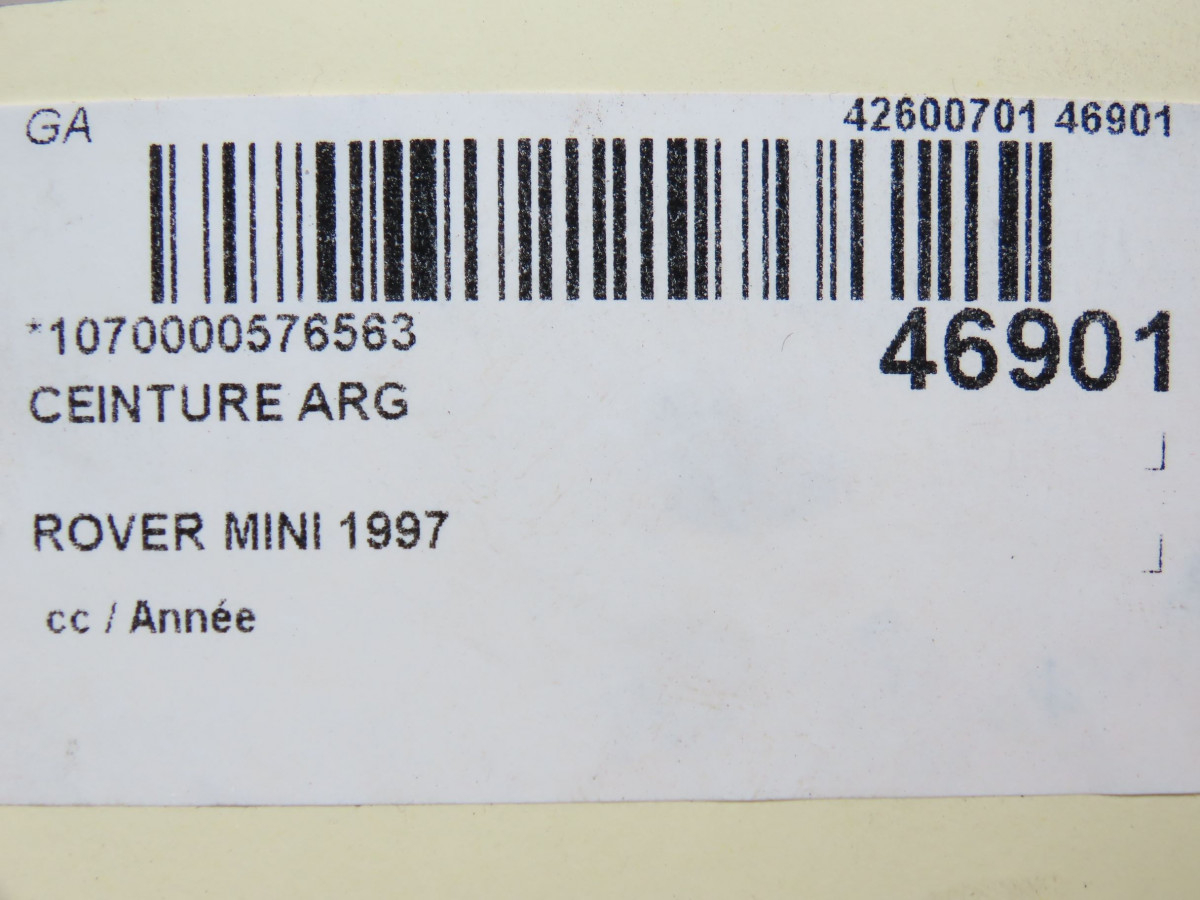 GA
42600701 46901
*1070000576563
46901
CEINTURE ARG
ROVER MINI 1997
cc / Année